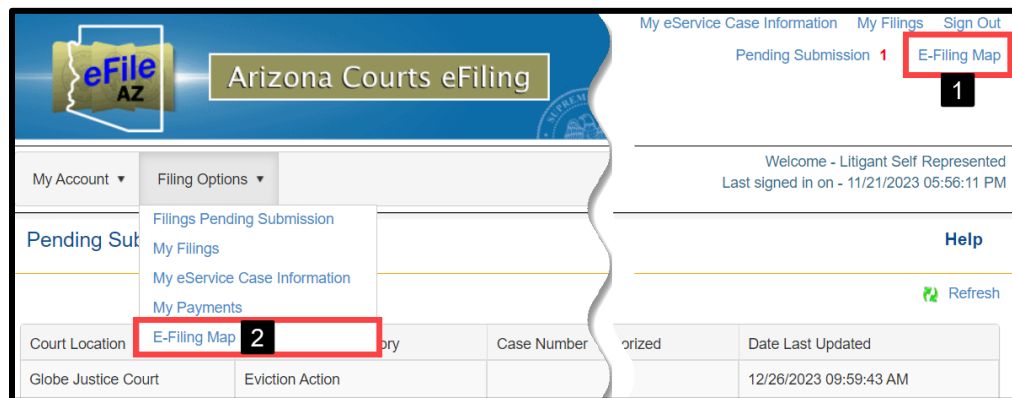 My eService Case Information My Filings Sign Out
Pending Submission 1 E-Filing Map
1
eFile
AZ
Arizona Courts eFiling
Welcome - Litigant Self Represented
Last signed in on - 11/21/2023 05:56:11 PM
My Account Filing Options
Filings Pending Submission
My Filings
My eService Case Information
My Payments
E-Filing Map 2
Pending Sub
Help
Refresh
Court Location ory Case Number orized Date Last Updated
Globe Justice Court Eviction Action 12/26/2023 09:59:43 AM